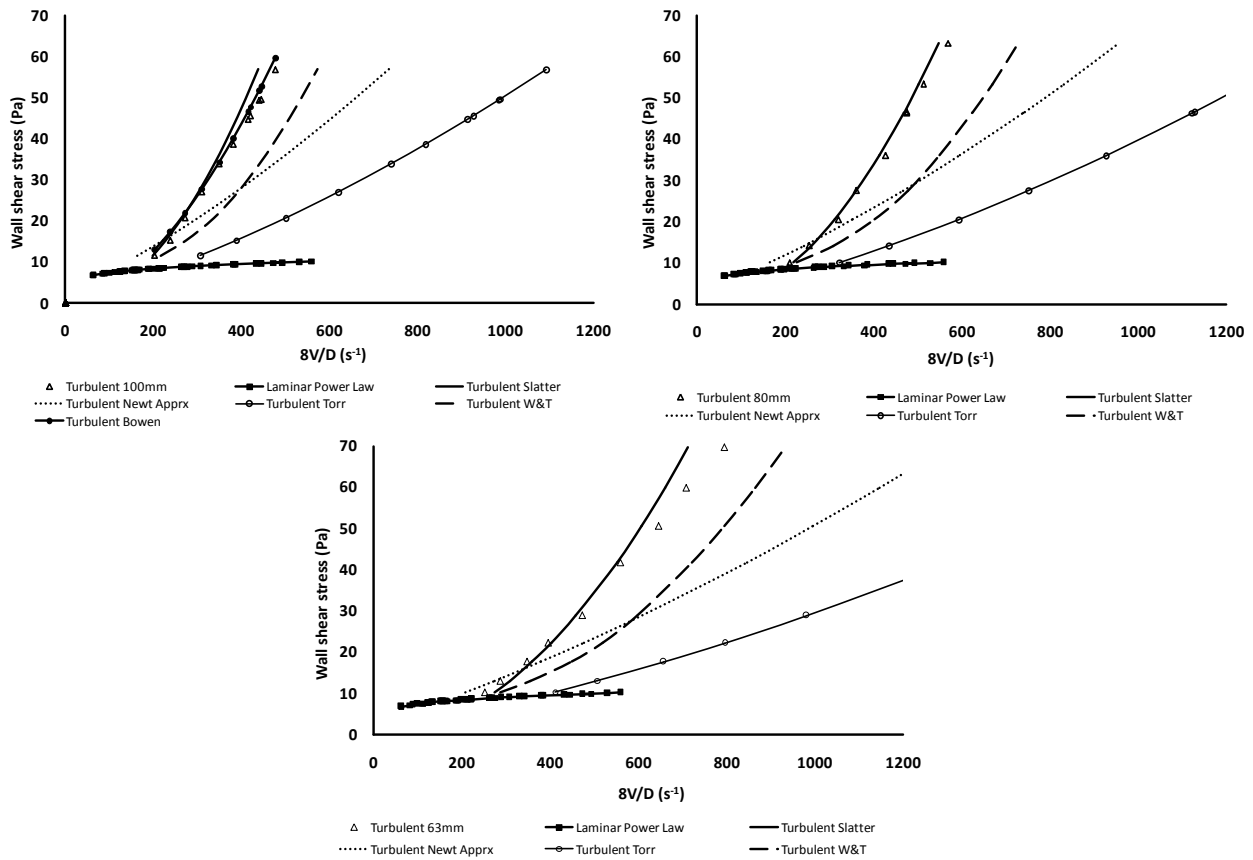 70
60
50
40
30
20
10
0
Wall shear stress (Pa)
0 200 400 600 800 1000 1200
8V/D (s-1)
Turbulent 100mm Laminar Power Law Turbulent Slatter
Turbulent Newt Apprx Turbulent Torr Turbulent W&T
Turbulent Bowen
70
60
50
40
30
20
10
0
Wall shear stress (Pa)
0 200 400 600 800 1000 1200
8V/D (s-1)
Turbulent 80mm Laminar Power Law Turbulent Slatter
Turbulent Newt Apprx Turbulent Torr Turbulent W&T
70
60
50
40
30
20
10
0
Wall shear stress (Pa)
0 200 400 600 800 1000 1200
8V/D (s-1)
Turbulent 63mm Laminar Power Law Turbulent Slatter
Turbulent Newt Apprx Turbulent Torr Turbulent W&T